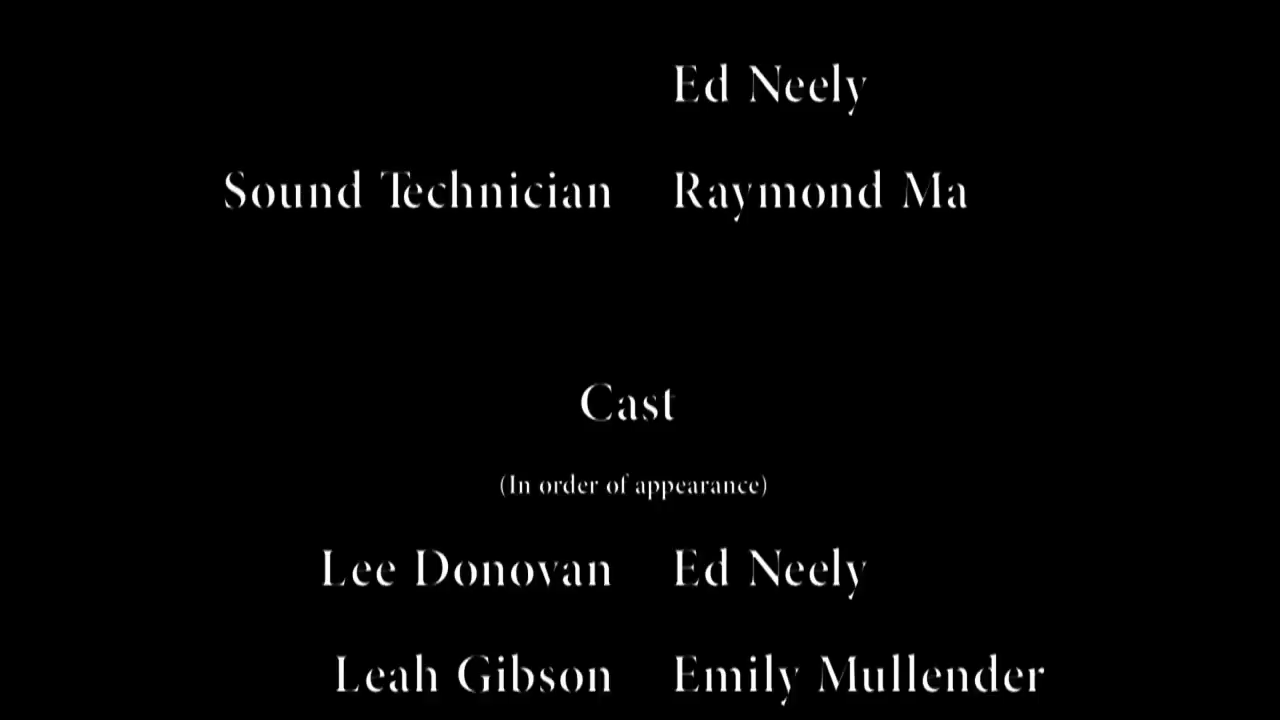 Ed Neely
Sound Technician Raymond Ma
Cast
(In order of appearance)
Lee Donovan Ed Neely
Leah Gibson Emily Mullender